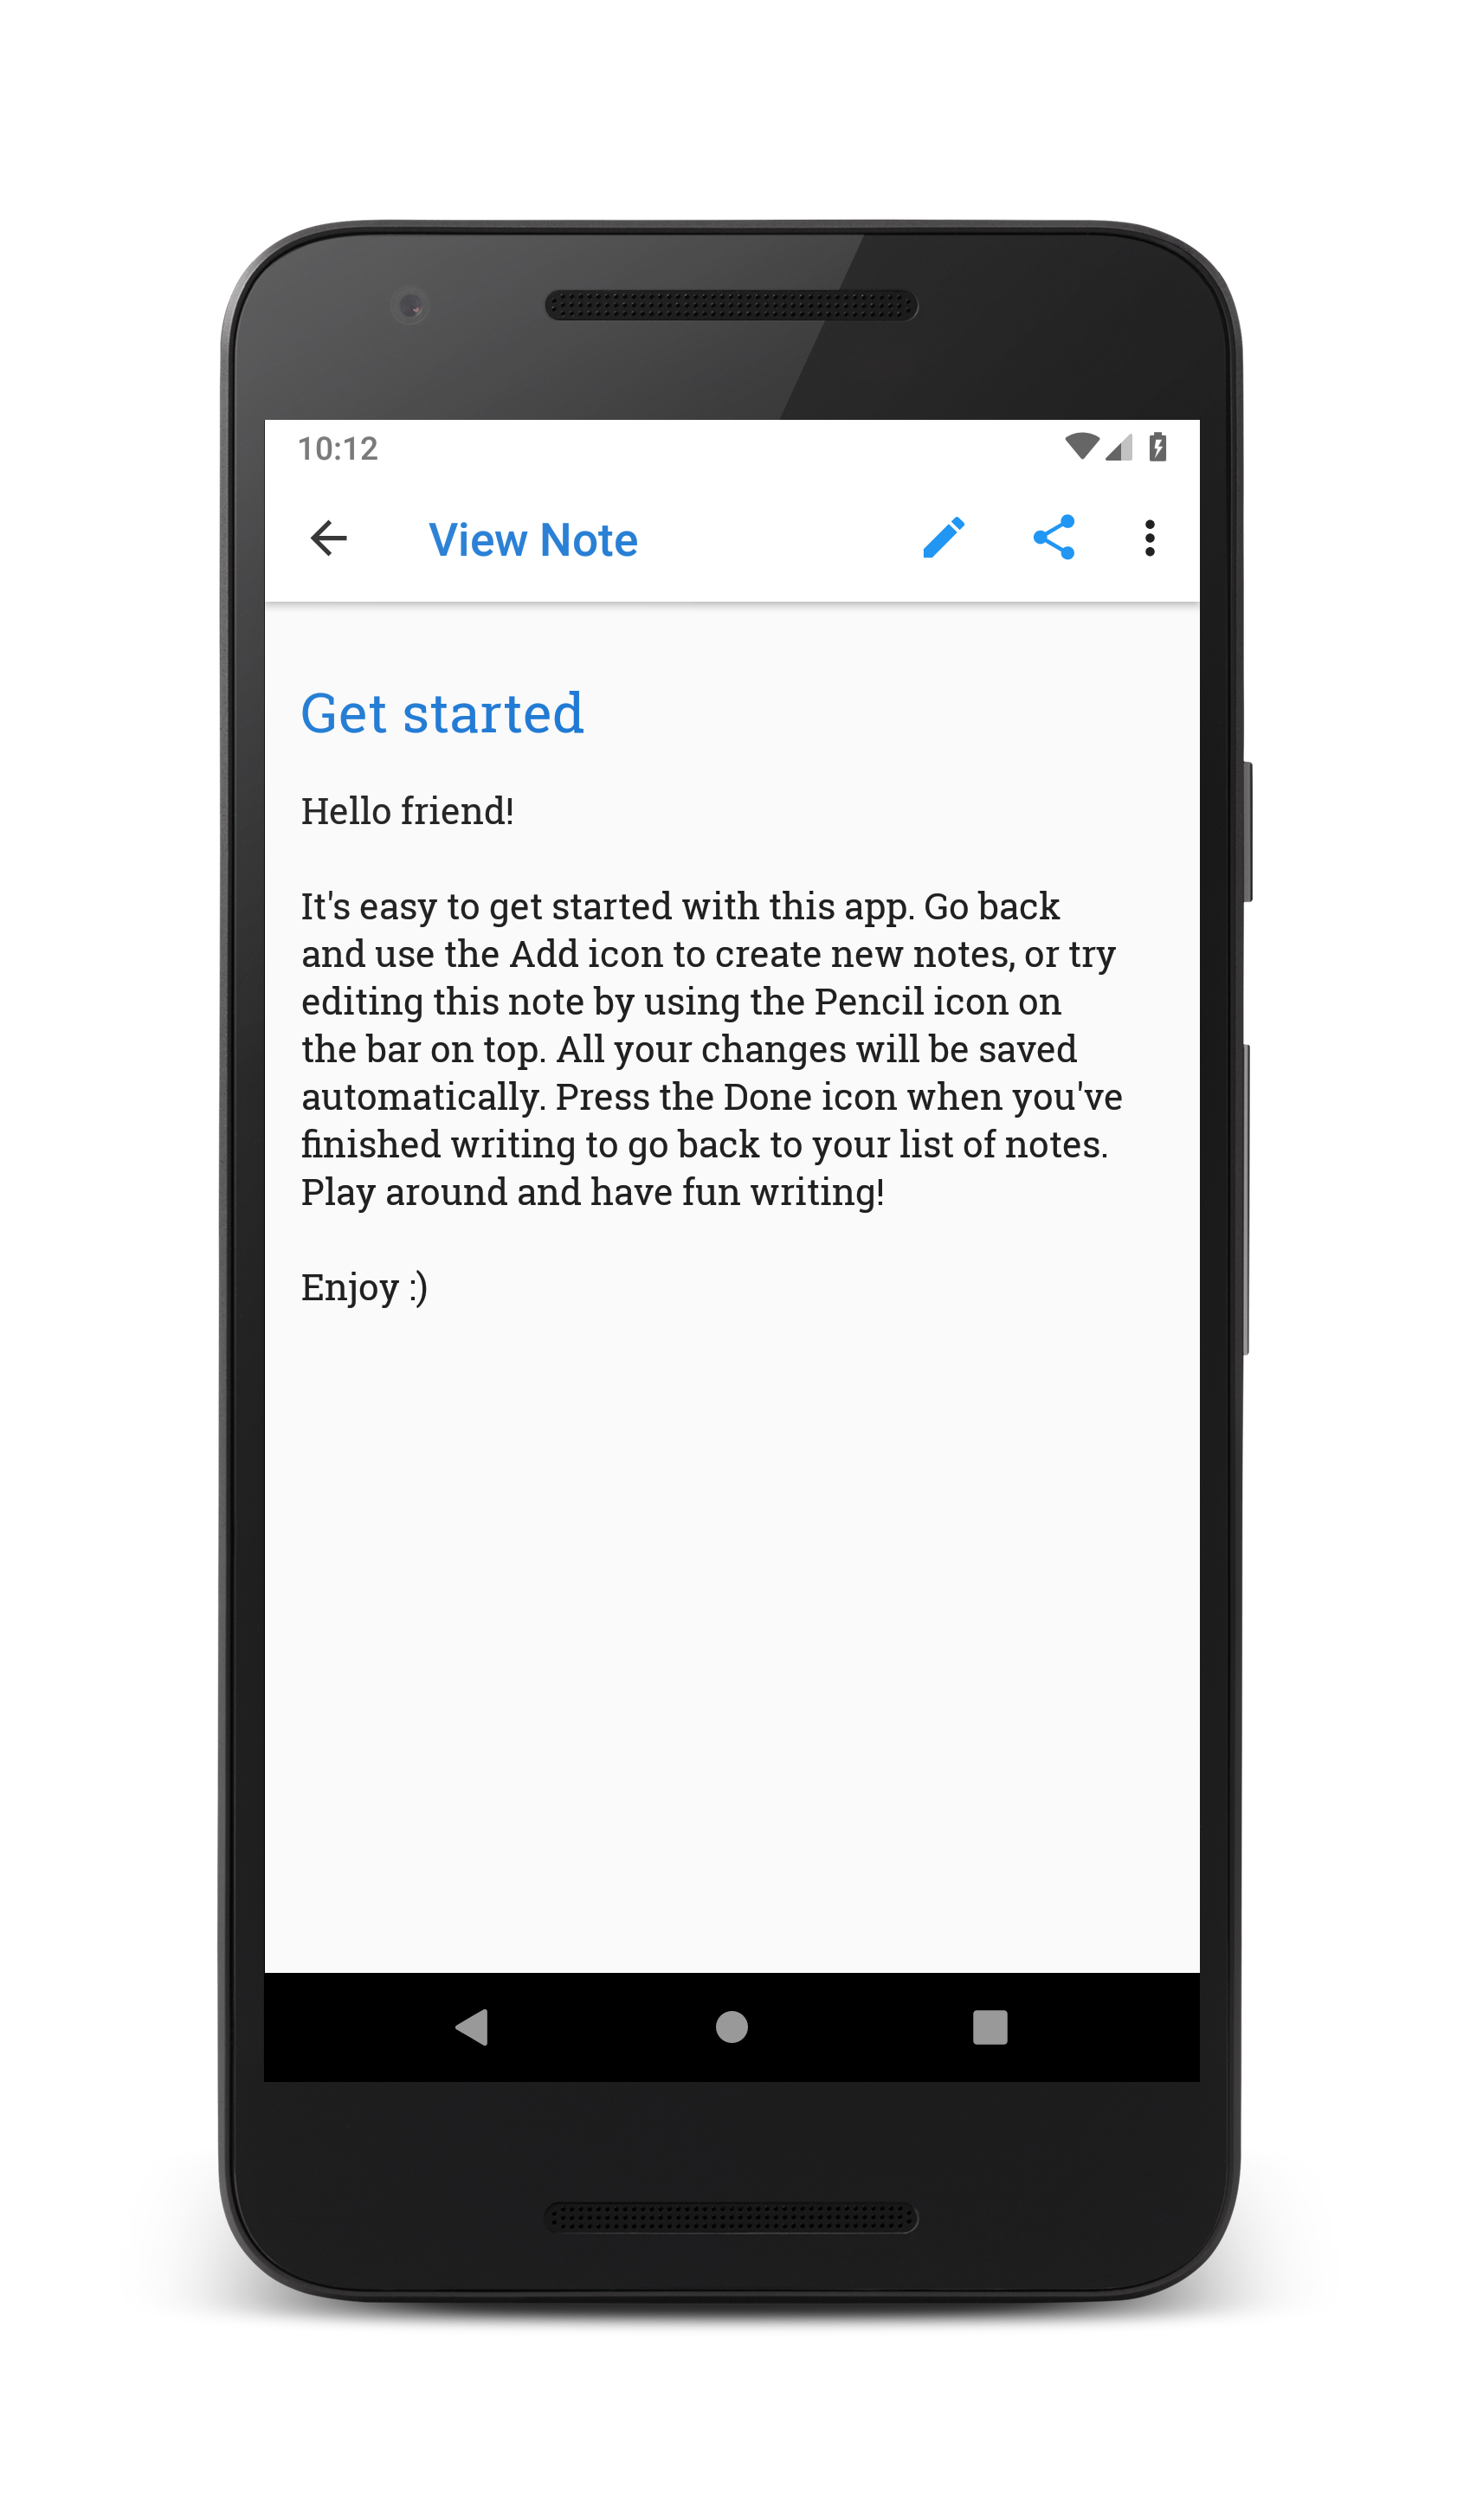 10:12
View Note
Get started
Hello friend!
It's easy to get started with this app. Go back
and use the Add icon to create new notes, or try
editing this note by using the Pencil icon on
the bar on top. All your changes will be saved
automatically. Press the Done icon when you've
finished writing to go back to your list of notes.
Play around and have fun writing!
Enjoy :)